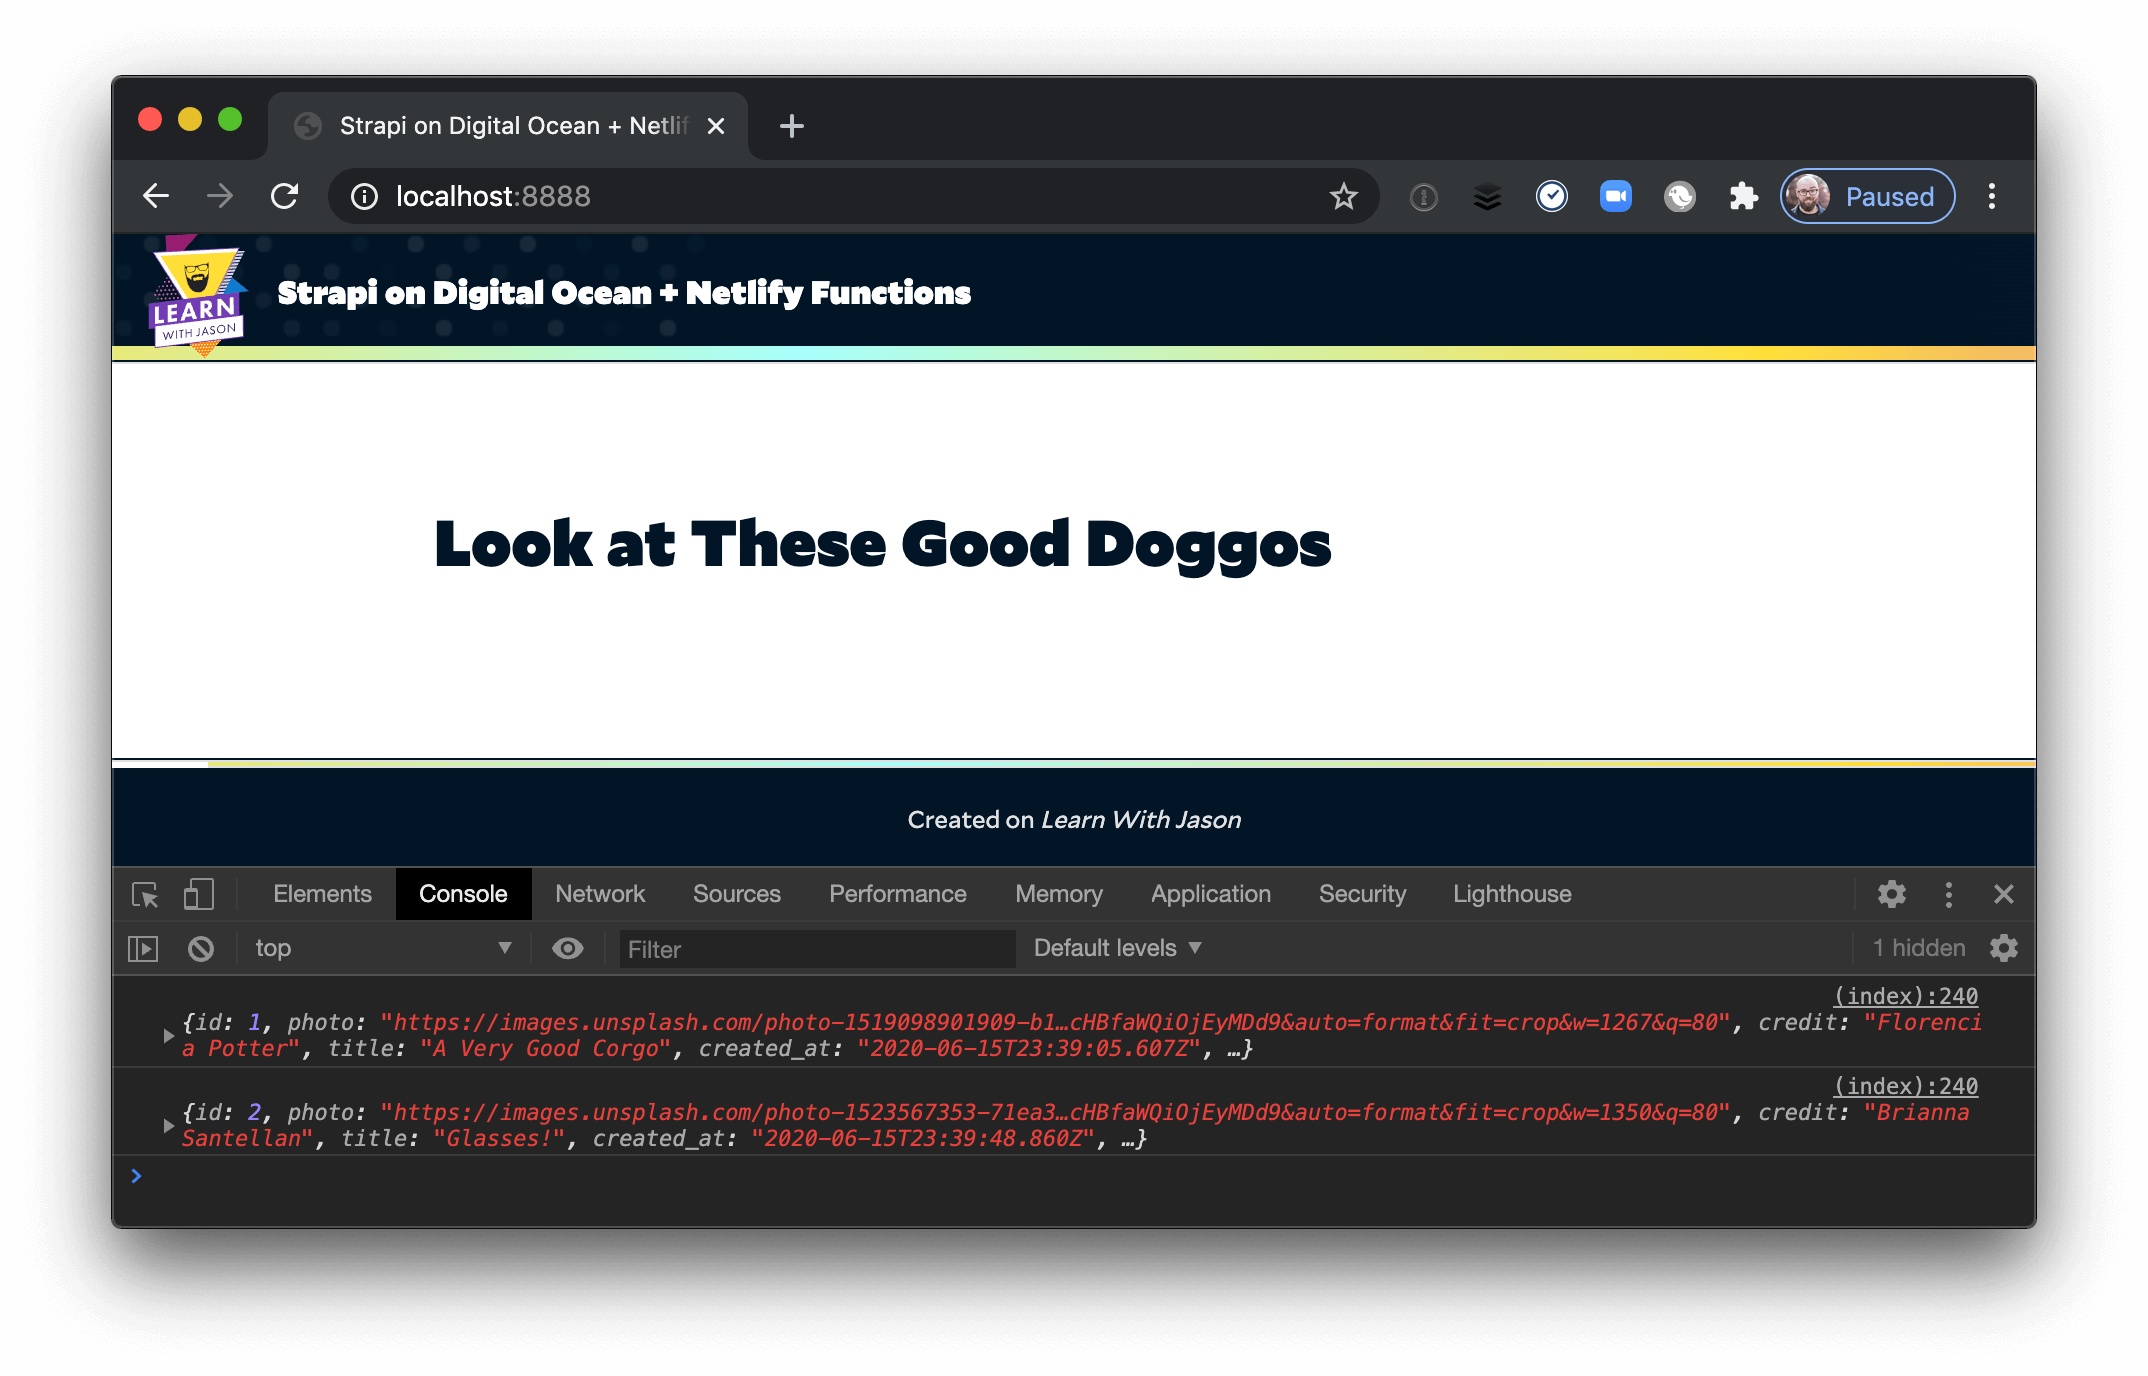 Strapi on Digital Ocean + Netlif
localhost:8888
Paused
LEARN
WITH JASON
Strapi on Digital Ocean + Netlify Functions
Look at These Good Doggos
Created on Learn With Jason
Elements Console Network Sources Performance Memory Application Security Lighthouse
top Filter Default levels 1 hidden
(index):240
{id: 1, photo: "https://images.unsplash.com/photo-1519098901909-b1…cHBfaWQiOjEyMDd9&auto=format&fit=crop&w=1267&q=80", credit: "Florenci
a Potter", title: "A Very Good Corgo", created_at: "2020-06-15T23:39:05.607Z", …}
(index):240
{id: 2, photo: "https://images.unsplash.com/photo-1523567353-71ea3…cHBfaWQiOjEyMDd9&auto=format&fit=crop&w=1350&q=80", credit: "Brianna
Santellan", title: "Glasses!", created_at: "2020-06-15T23:39:48.860Z", …}